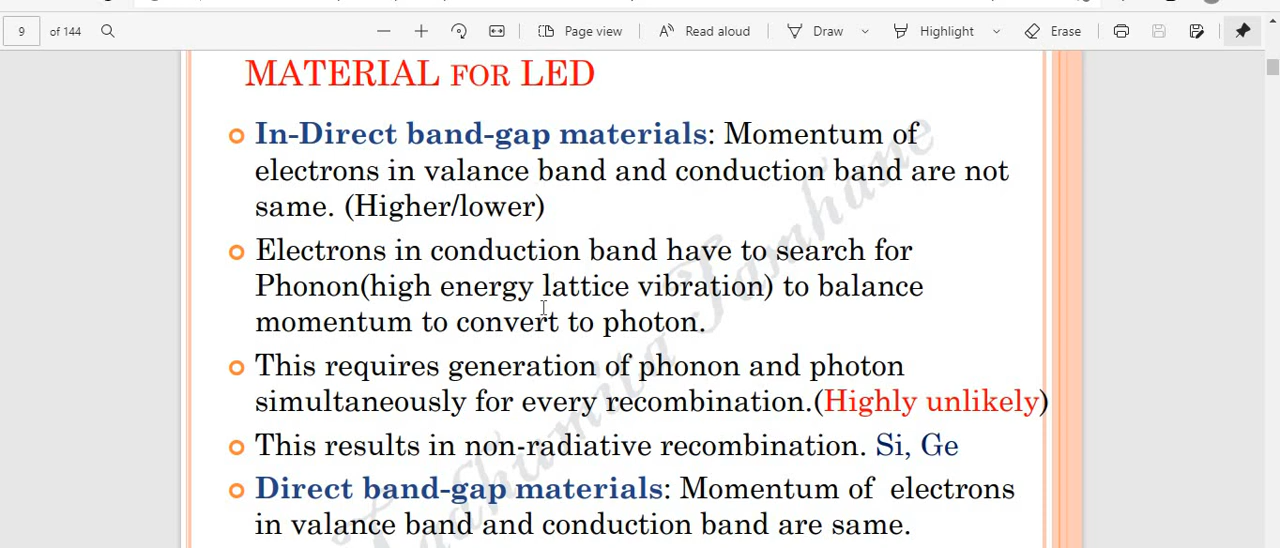 9 of 144 Page view Read aloud Draw Highlight Erase
MATERIAL FOR LED
In-Direct band-gap materials: Momentum of
electrons in valance band and conduction band are not
same. (Higher/lower)
Electrons in conduction band have to search for
Phonon(high energy lattice vibration) to balance
momentum to convert to photon.
This requires generation of phonon and photon
simultaneously for every recombination.(Highly unlikely)
This results in non-radiative recombination. Si, Ge
Direct band-gap materials: Momentum of electrons
in valance band and conduction band are same.